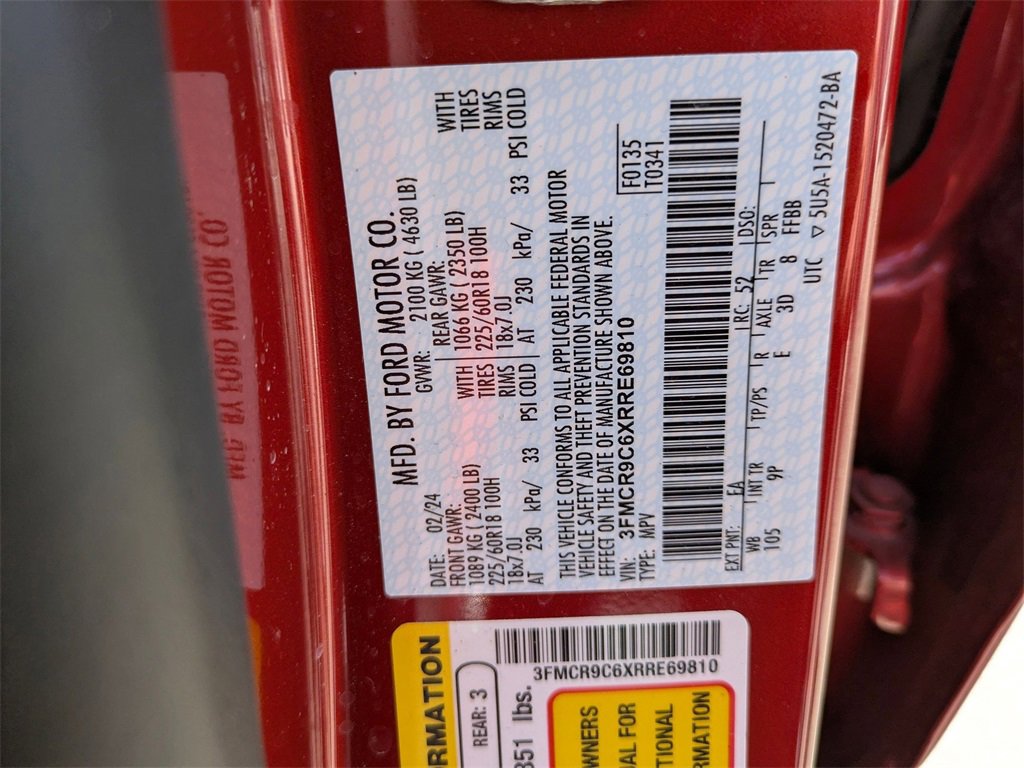 MFD. BY FORD MOTOR CO.
DATE: 02/24 GVWR: 2100 KG ( 4630 LB)
FRONT GAWR: REAR GAWR:
1089 KG ( 2400 LB) WITH 1066 KG ( 2350 LB) WITH
225/60R18 100H TIRES 225/60R18 100H TIRES
18x7.0J RIMS 18x7.0J RIMS
AT 230 kPa/ 33 PSI COLD AT 230 kPa/ 33 PSI COLD
THIS VEHICLE CONFORMS TO ALL APPLICABLE FEDERAL MOTOR
VEHICLE SAFETY AND THEFT PREVENTION STANDARDS IN
EFFECT ON THE DATE OF MANUFACTURE SHOWN ABOVE.
VIN: 3FMCR9C6XRRE69810 F0135
TYPE: MPV T0341
EXT PNT: EA RC: 52 DSO:
WB INT TR TP/PS R AXLE TR SPR
105 9P E 3D 8 FFBB
UTC ▽ 5U5A-1520472-BA
MFD. BY FORD MOTOR CO.
RMATION
REAR: 3
351 lbs.
3FMCR9C6XRRE69810
WNERS
AL FOR
TIONAL
RMATION